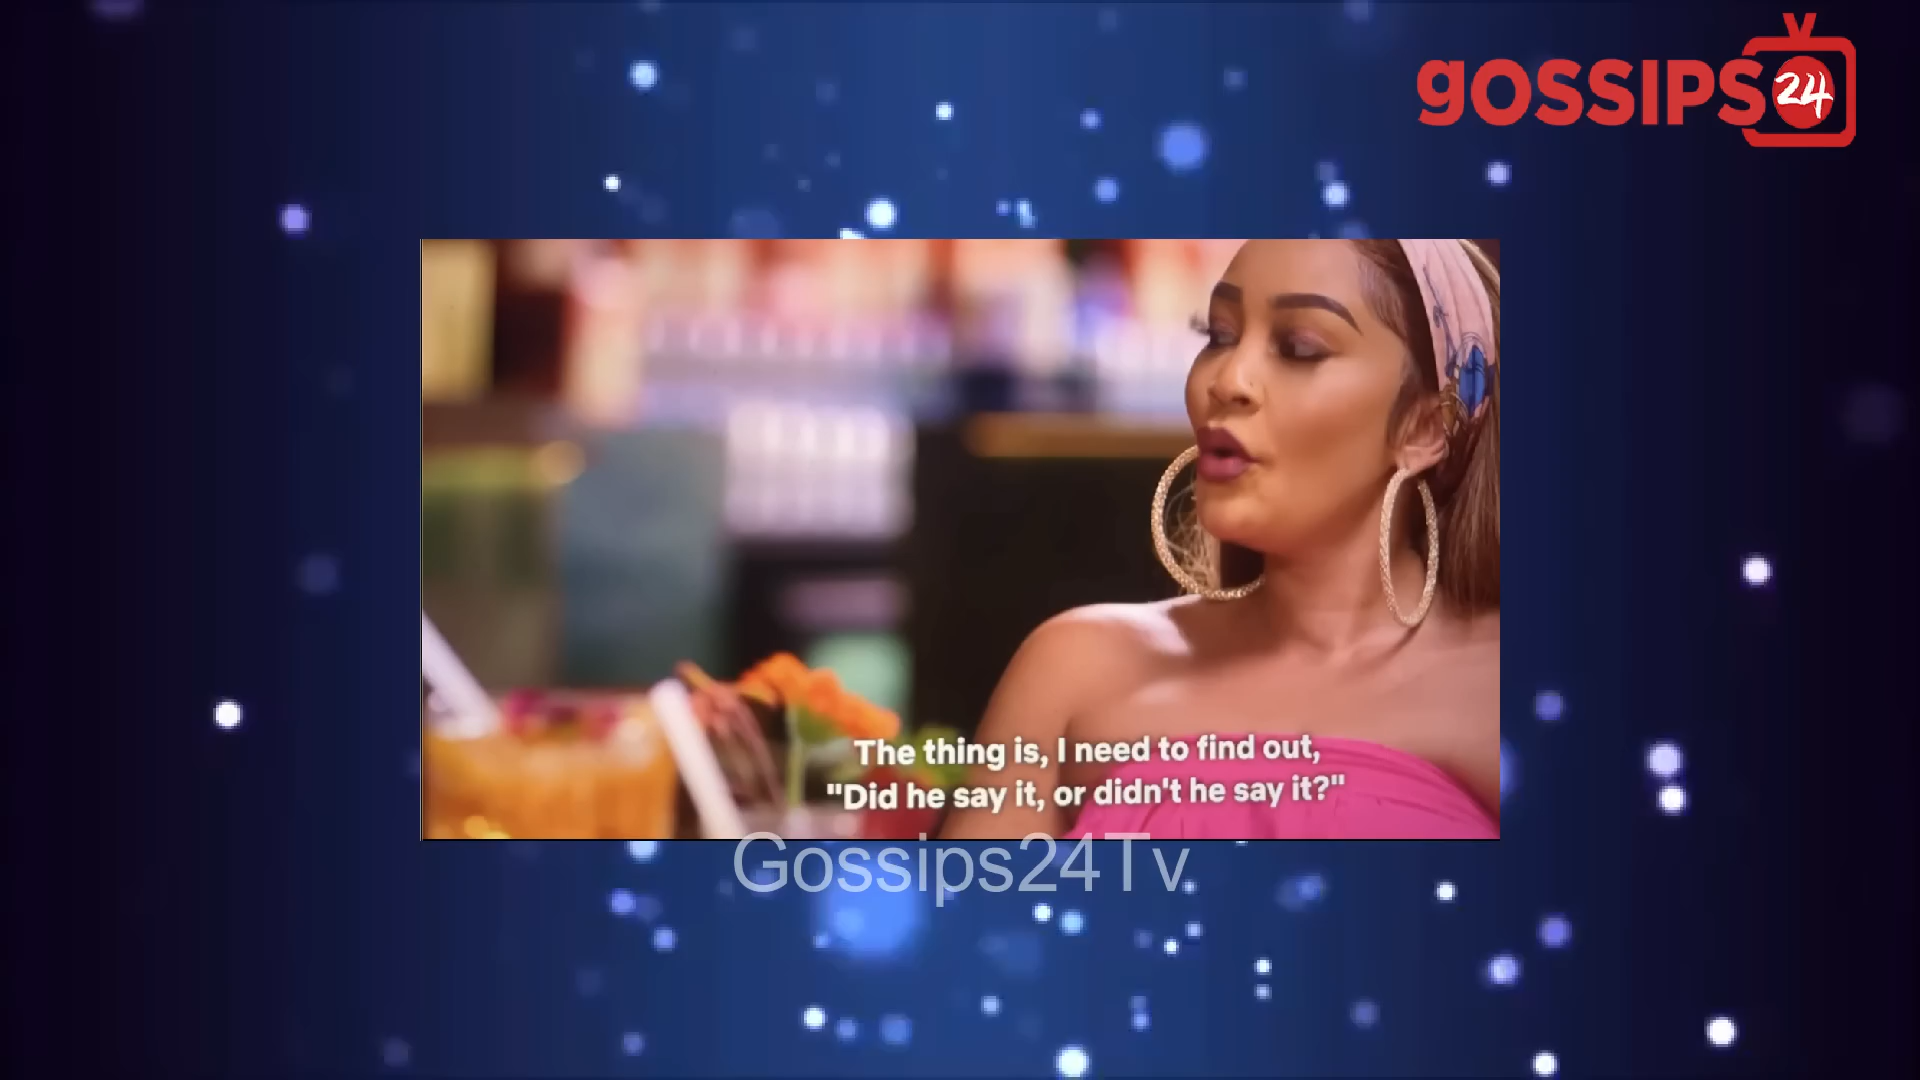 gOSSIPS24
The thing is, I need to find out,
"Did he say it, or didn't he say it?"
Gossips24Tv